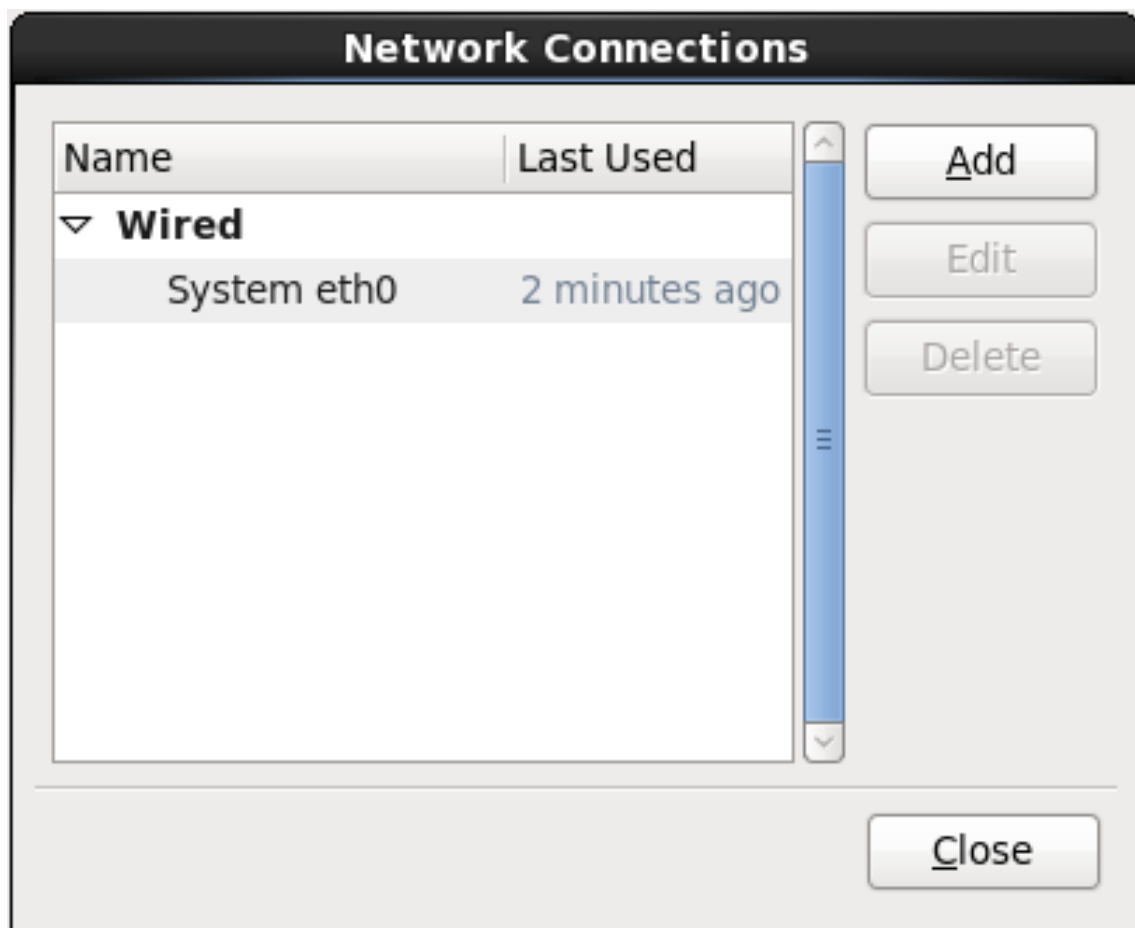 Network Connections
Name Last Used
Wired
System eth0 2 minutes ago
Add
Edit
Delete
Close